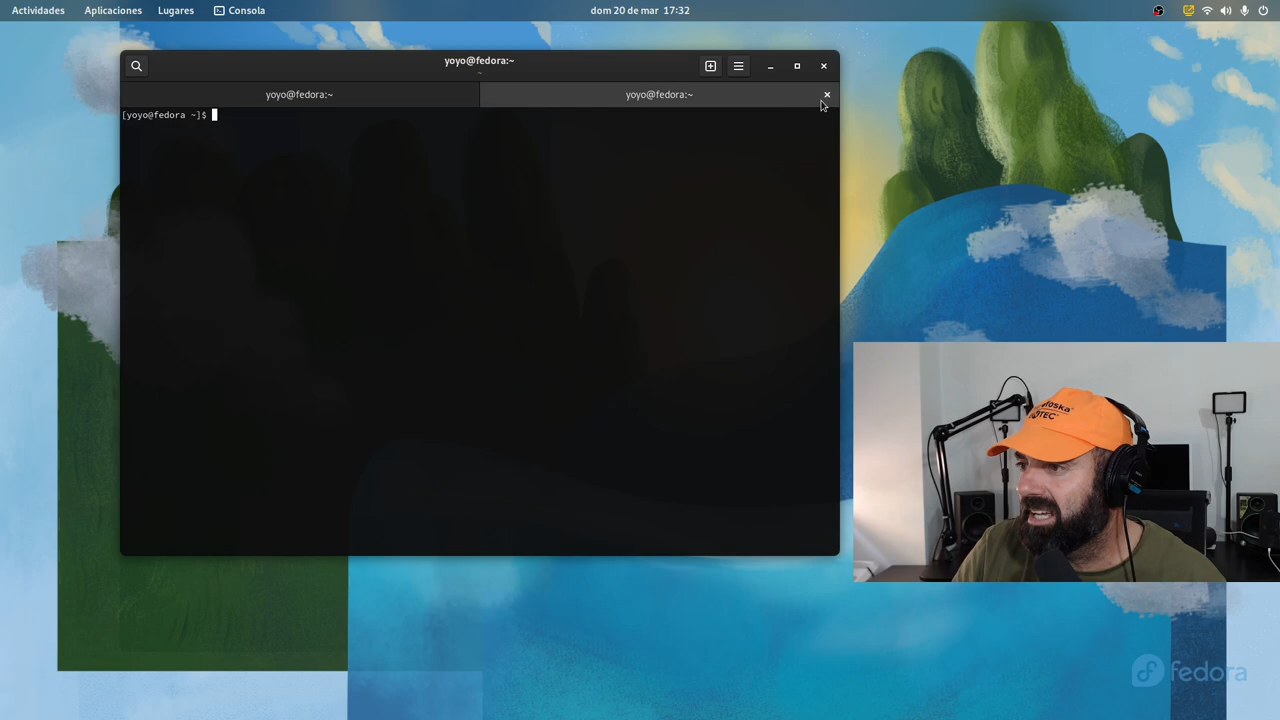 Actividades Aplicaciones Lugares Consola dom 20 de mar 17:32
yoyo@fedora:~
~
yoyo@fedora:~ yoyo@fedora:~
[yoyo@fedora ~]$
fedora